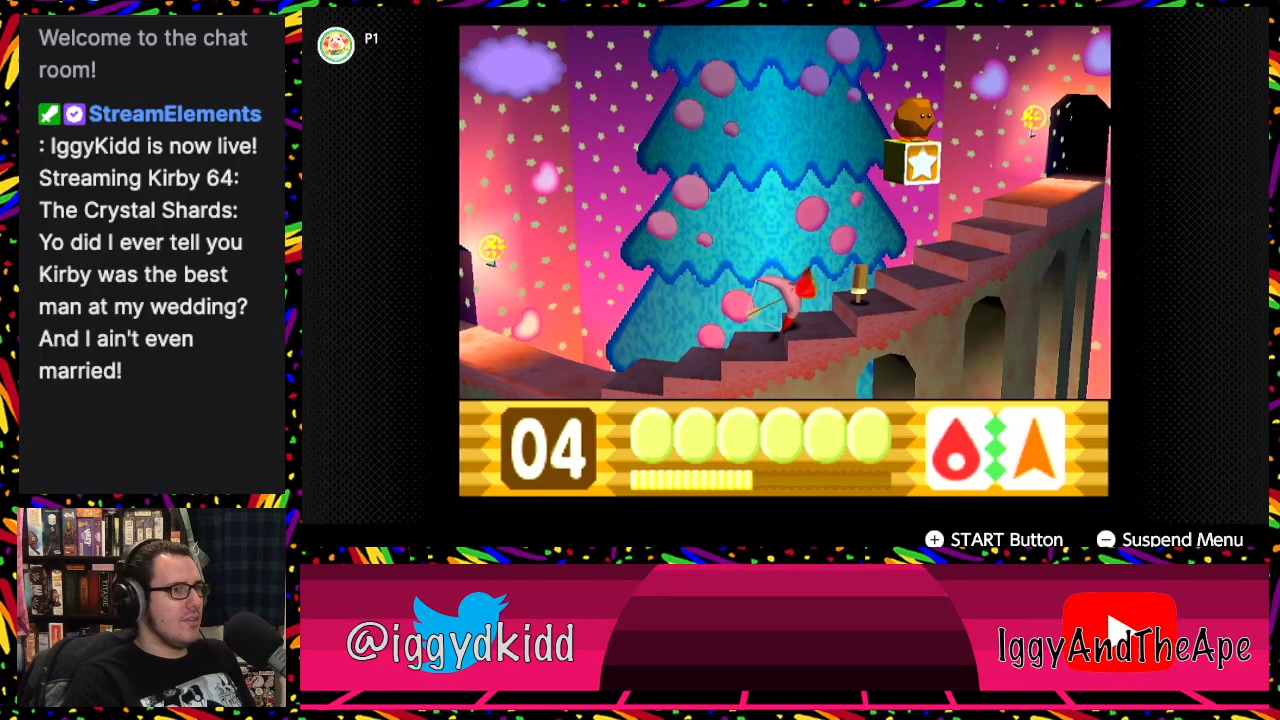 Welcome to the chat
room!
StreamElements
: IggyKidd is now live!
Streaming Kirby 64:
The Crystal Shards:
Yo did I ever tell you
Kirby was the best
man at my wedding?
And I ain't even
married!
P1
04
START Button
Suspend Menu
@iggydkidd
IggyAndTheApe